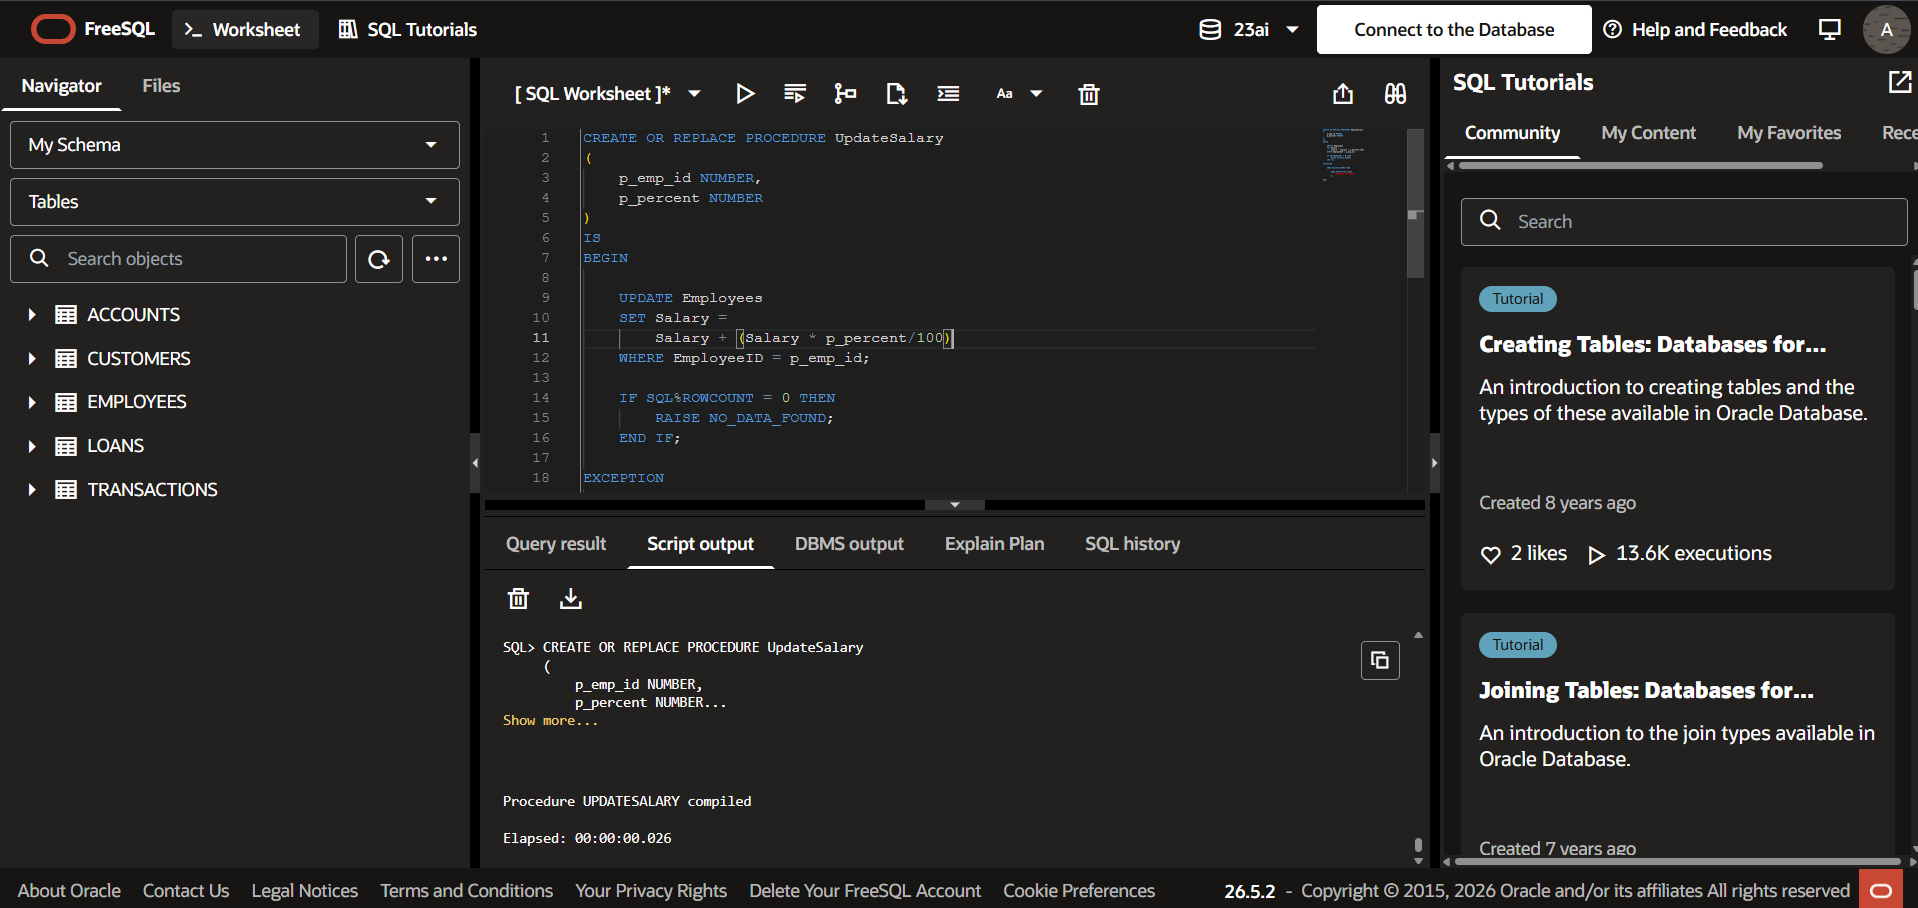 FreeSQL
Worksheet
SQL Tutorials
23ai
Connect to the Database
Help and Feedback
A
Navigator
Files
My Schema
Tables
Search objects
ACCOUNTS
CUSTOMERS
EMPLOYEES
LOANS
TRANSACTIONS
[ SQL Worksheet ]*
Aa
1 CREATE OR REPLACE PROCEDURE UpdateSalary
2 (
3 p_emp_id NUMBER,
4 p_percent NUMBER
5 )
6 IS
7 BEGIN
8
9 UPDATE Employees
10 SET Salary =
11 Salary + (Salary * p_percent/100)
12 WHERE EmployeeID = p_emp_id;
13
14 IF SQL%ROWCOUNT = 0 THEN
15 RAISE NO_DATA_FOUND;
16 END IF;
17
18 EXCEPTION
Query result
Script output
DBMS output
Explain Plan
SQL history
SQL> CREATE OR REPLACE PROCEDURE UpdateSalary
(
p_emp_id NUMBER,
p_percent NUMBER...
Show more...
Procedure UPDATESALARY compiled
Elapsed: 00:00:00.026
SQL Tutorials
Community
My Content
My Favorites
Rece
Search
Tutorial
Creating Tables: Databases for...
An introduction to creating tables and the
types of these available in Oracle Database.
Created 8 years ago
2 likes
13.6K executions
Tutorial
Joining Tables: Databases for...
An introduction to the join types available in
Oracle Database.
Created 7 years ago
About Oracle
Contact Us
Legal Notices
Terms and Conditions
Your Privacy Rights
Delete Your FreeSQL Account
Cookie Preferences
26.5.2 - Copyright © 2015, 2026 Oracle and/or its affiliates All rights reserved